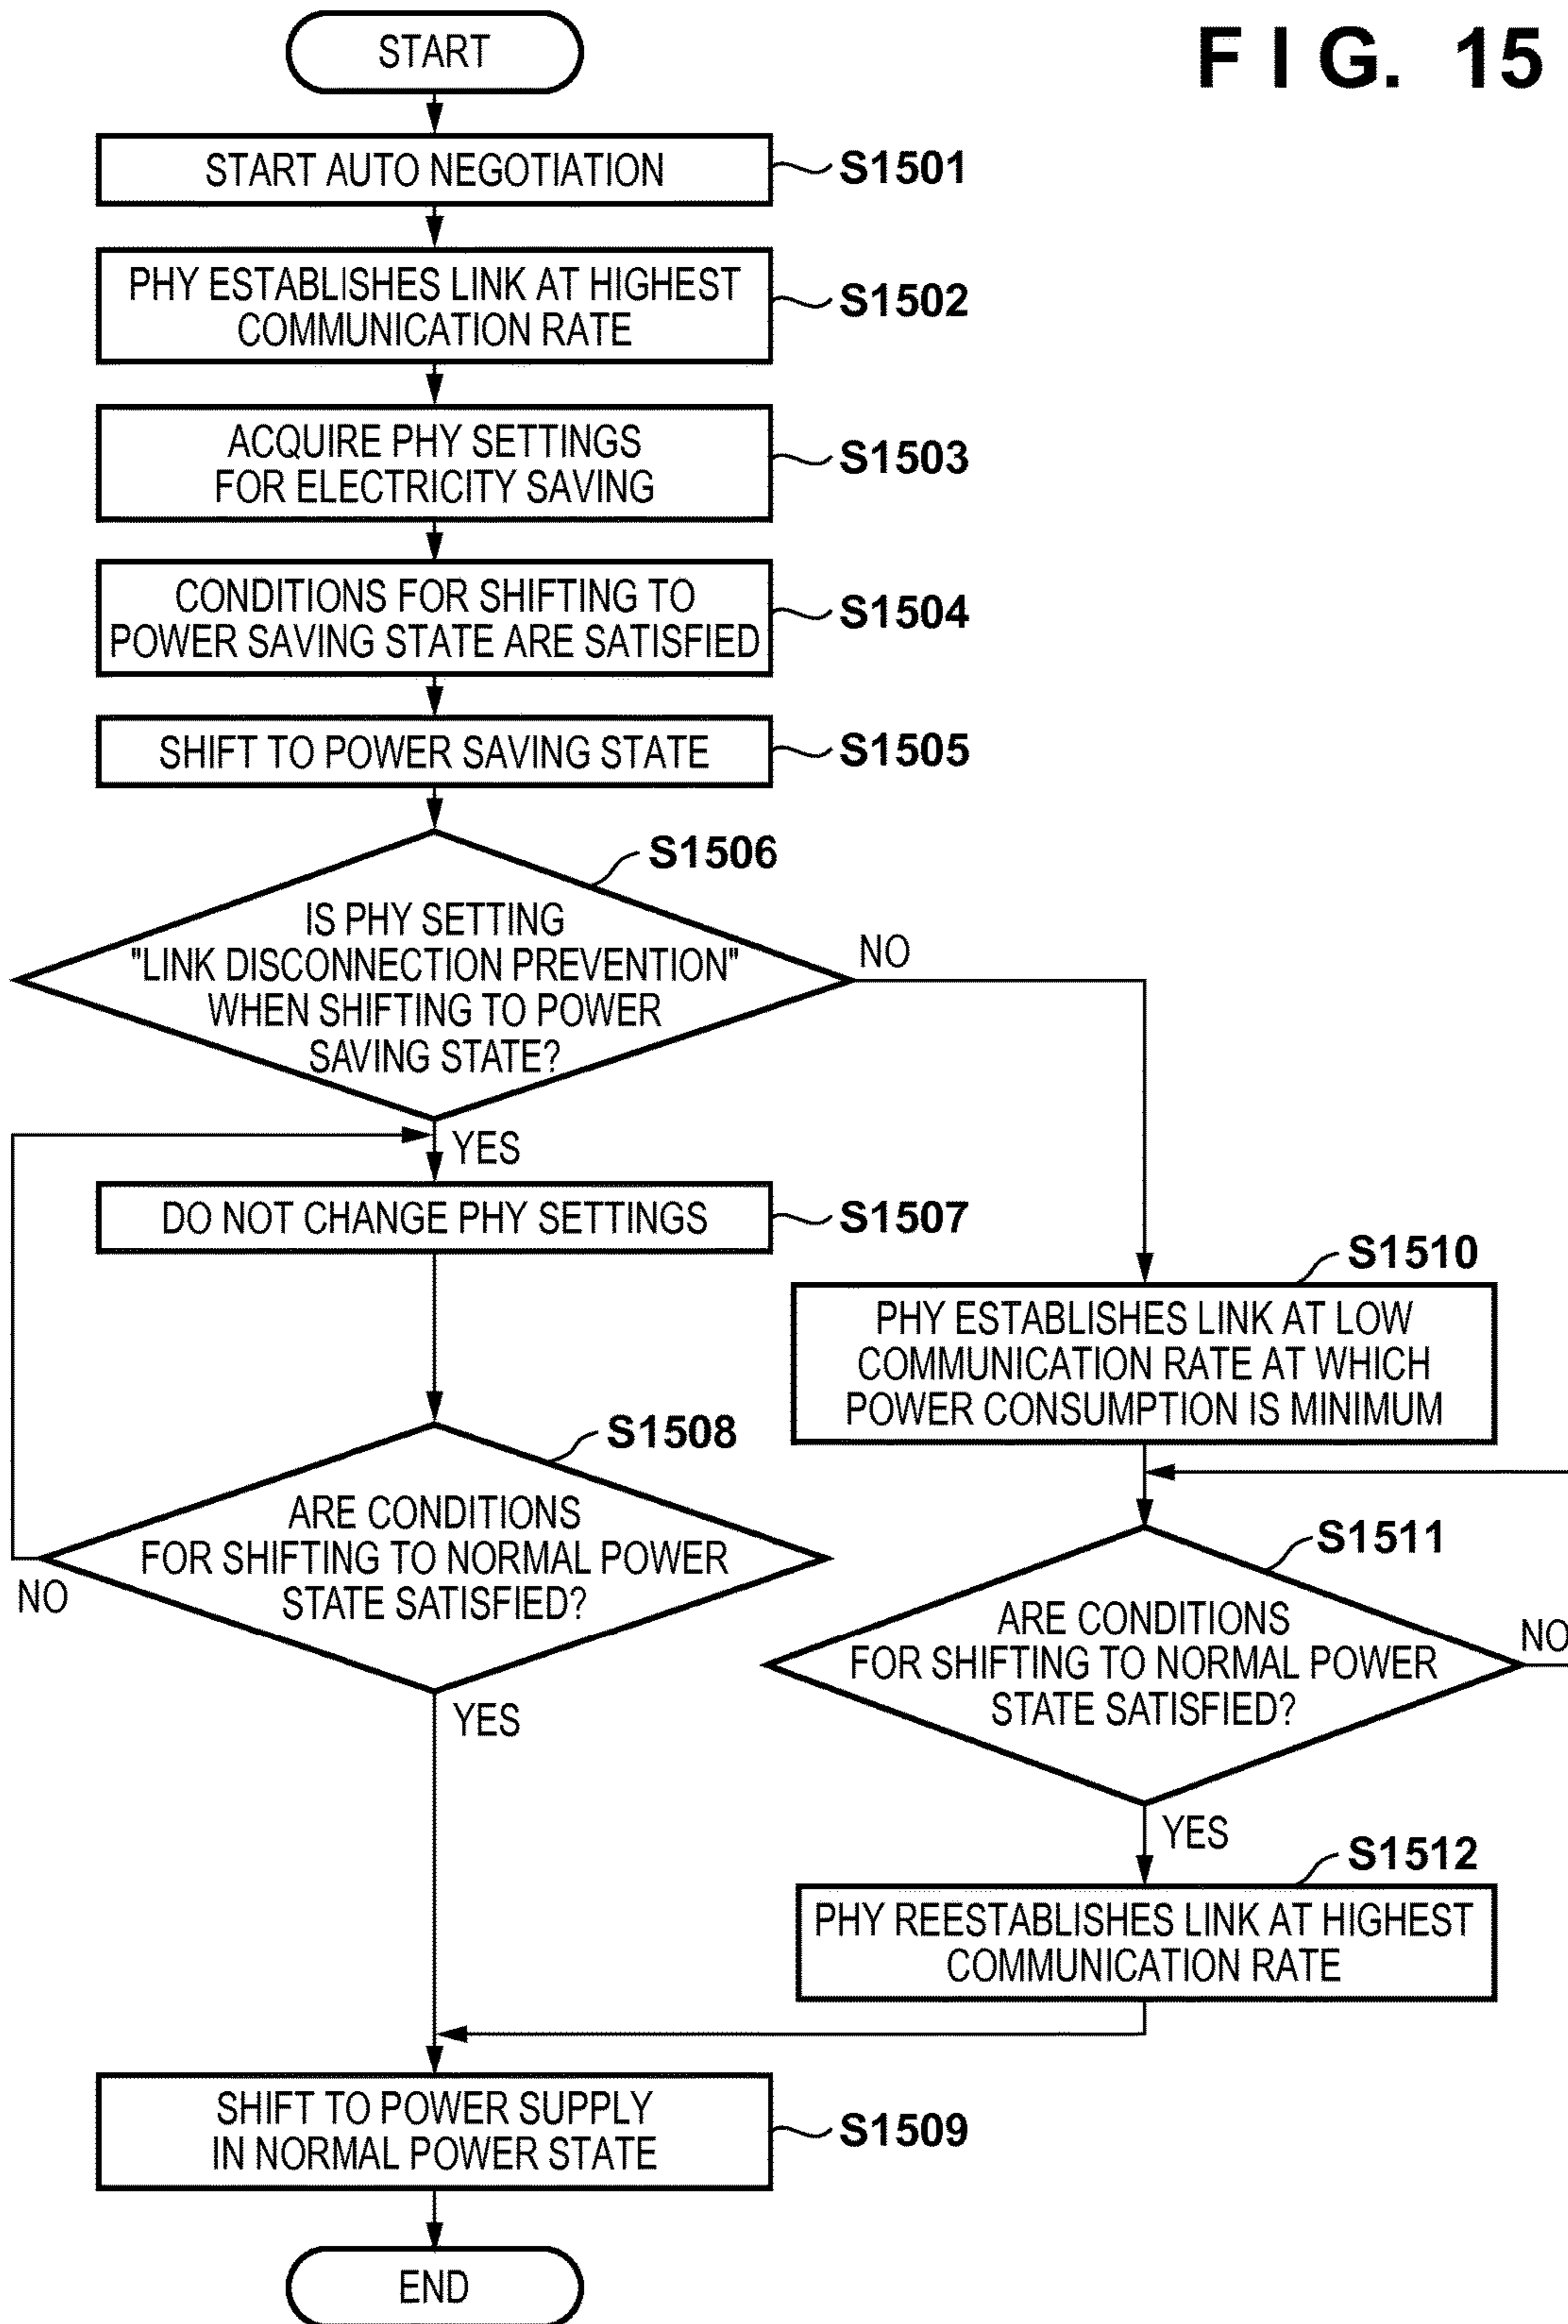 F I G. 15
START
START AUTO NEGOTIATION
S1501
PHY ESTABLISHES LINK AT HIGHEST
COMMUNICATION RATE
S1502
ACQUIRE PHY SETTINGS
FOR ELECTRICITY SAVING
S1503
CONDITIONS FOR SHIFTING TO
POWER SAVING STATE ARE SATISFIED
S1504
SHIFT TO POWER SAVING STATE
S1505
S1506
IS PHY SETTING
"LINK DISCONNECTION PREVENTION"
WHEN SHIFTING TO POWER
SAVING STATE?
NO
YES
DO NOT CHANGE PHY SETTINGS
S1507
S1508
ARE CONDITIONS
FOR SHIFTING TO NORMAL POWER
STATE SATISFIED?
NO
YES
S1510
PHY ESTABLISHES LINK AT LOW
COMMUNICATION RATE AT WHICH
POWER CONSUMPTION IS MINIMUM
S1511
ARE CONDITIONS
FOR SHIFTING TO NORMAL POWER
STATE SATISFIED?
NO
YES
S1512
PHY REESTABLISHES LINK AT HIGHEST
COMMUNICATION RATE
SHIFT TO POWER SUPPLY
IN NORMAL POWER STATE
S1509
END